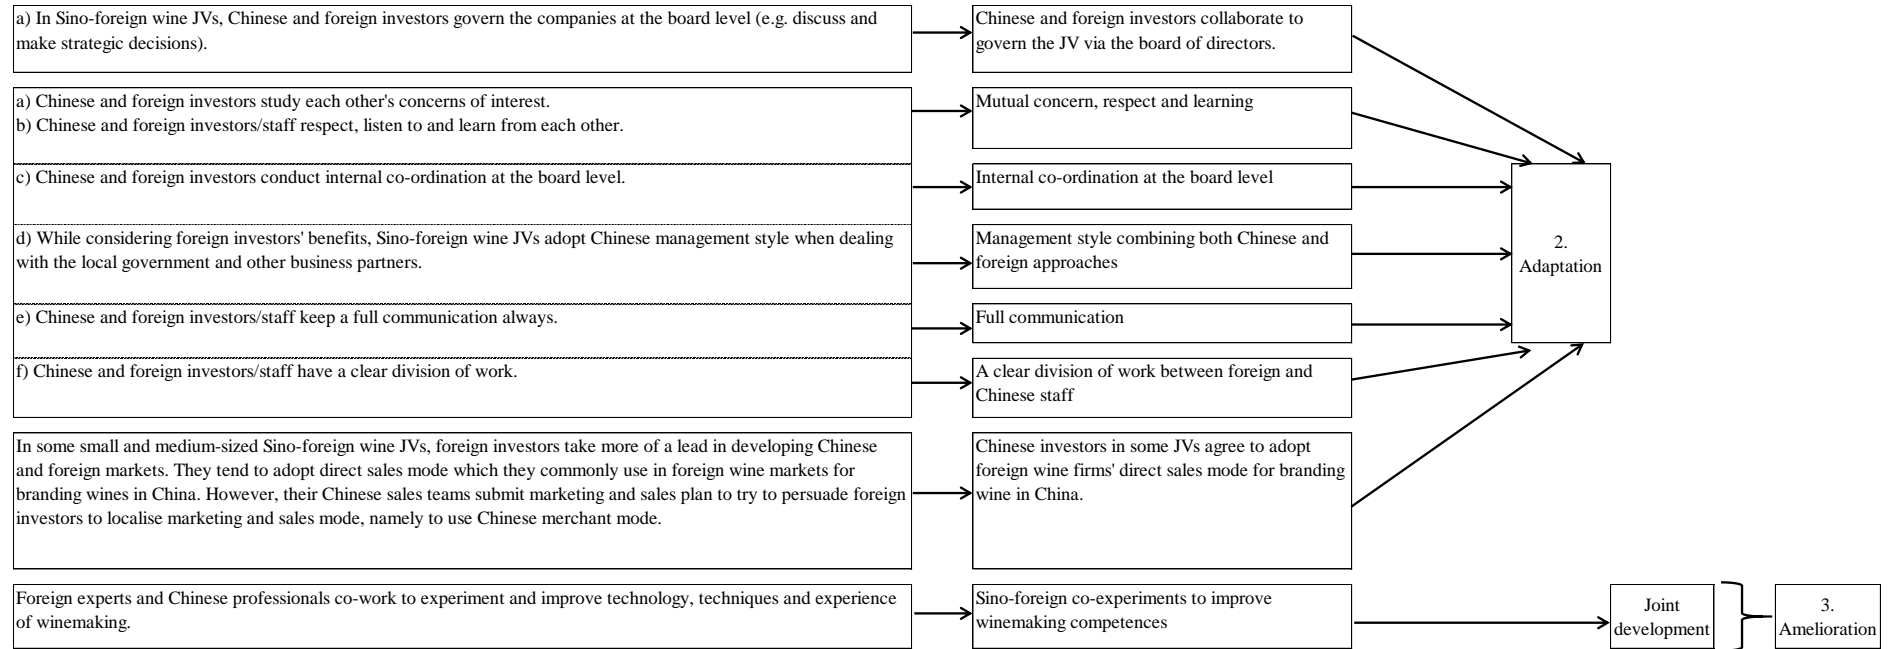 a) In Sino-foreign wine JVs, Chinese and foreign investors govern the companies at the board level (e.g. discuss and
make strategic decisions).
Chinese and foreign investors collaborate to
govern the JV via the board of directors.
a) Chinese and foreign investors study each other's concerns of interest.
b) Chinese and foreign investors/staff respect, listen to and learn from each other.
Mutual concern, respect and learning
c) Chinese and foreign investors conduct internal co-ordination at the board level.
Internal co-ordination at the board level
d) While considering foreign investors' benefits, Sino-foreign wine JVs adopt Chinese management style when dealing
with the local government and other business partners.
Management style combining both Chinese and
foreign approaches
e) Chinese and foreign investors/staff keep a full communication always.
Full communication
f) Chinese and foreign investors/staff have a clear division of work.
A clear division of work between foreign and
Chinese staff
In some small and medium-sized Sino-foreign wine JVs, foreign investors take more of a lead in developing Chinese
and foreign markets. They tend to adopt direct sales mode which they commonly use in foreign wine markets for
branding wines in China. However, their Chinese sales teams submit marketing and sales plan to try to persuade foreign
investors to localise marketing and sales mode, namely to use Chinese merchant mode.
Chinese investors in some JVs agree to adopt
foreign wine firms' direct sales mode for branding
wine in China.
2.
Adaptation
Foreign experts and Chinese professionals co-work to experiment and improve technology, techniques and experience
of winemaking.
Sino-foreign co-experiments to improve
winemaking competences
Joint
development
3.
Amelioration